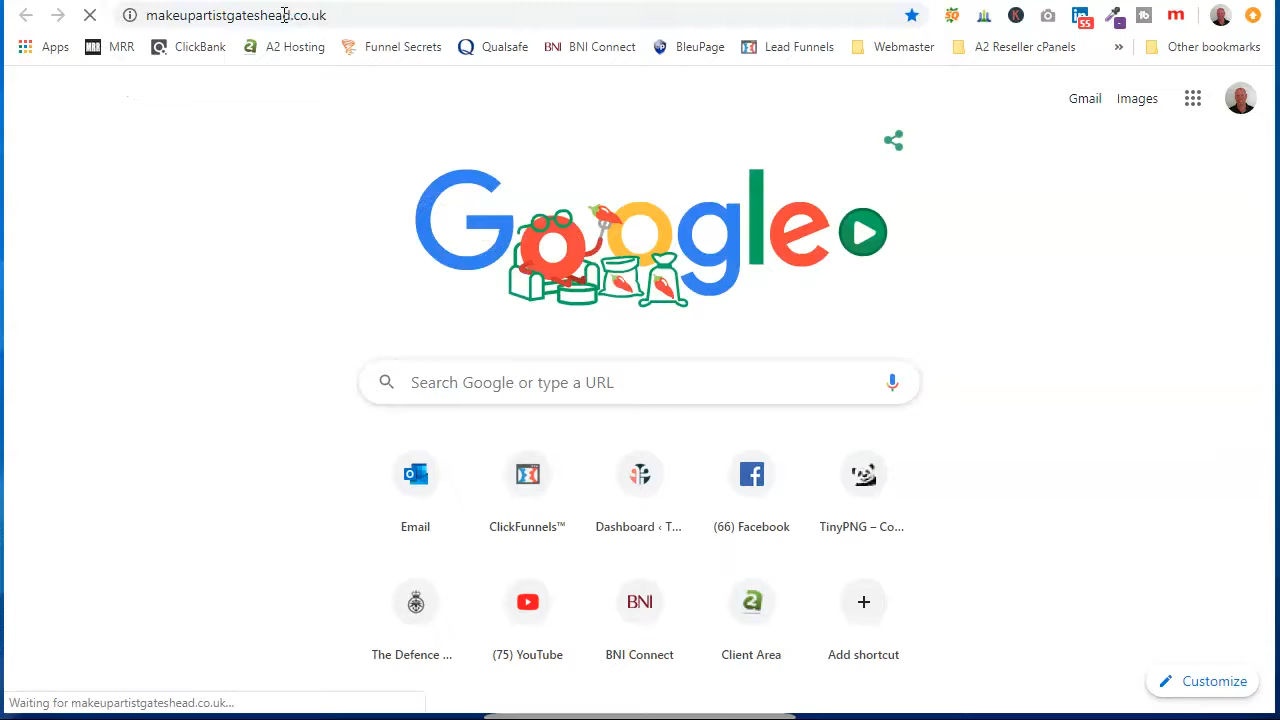 makeupartistgateshead.co.uk
55
Apps MRR ClickBank A2 Hosting Funnel Secrets Qualsafe BNI BNI Connect BleuPage Lead Funnels Webmaster A2 Reseller cPanels » Other bookmarks
Gmail Images
Google
Search Google or type a URL
Email ClickFunnels™ Dashboard ‹ T... (66) Facebook TinyPNG – Co...
BNI
The Defence ... (75) YouTube BNI Connect Client Area Add shortcut
Customize
Waiting for makeupartistgateshead.co.uk...